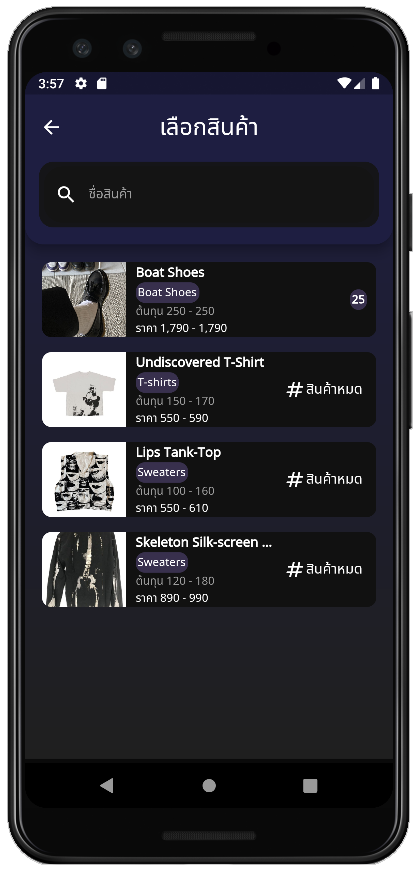 3:57
เลือกสินค้า
ชื่อสินค้า
Boat Shoes
Boat Shoes
25
ต้นทุน 250 - 250
ราคา 1,790 - 1,790
Undiscovered T-Shirt
T-shirts
# สินค้าหมด
ต้นทุน 150 - 170
ราคา 550 - 590
Lips Tank-Top
Sweaters
# สินค้าหมด
ต้นทุน 100 - 160
ราคา 550 - 610
Skeleton Silk-screen ...
Sweaters
# สินค้าหมด
ต้นทุน 120 - 180
ราคา 890 - 990